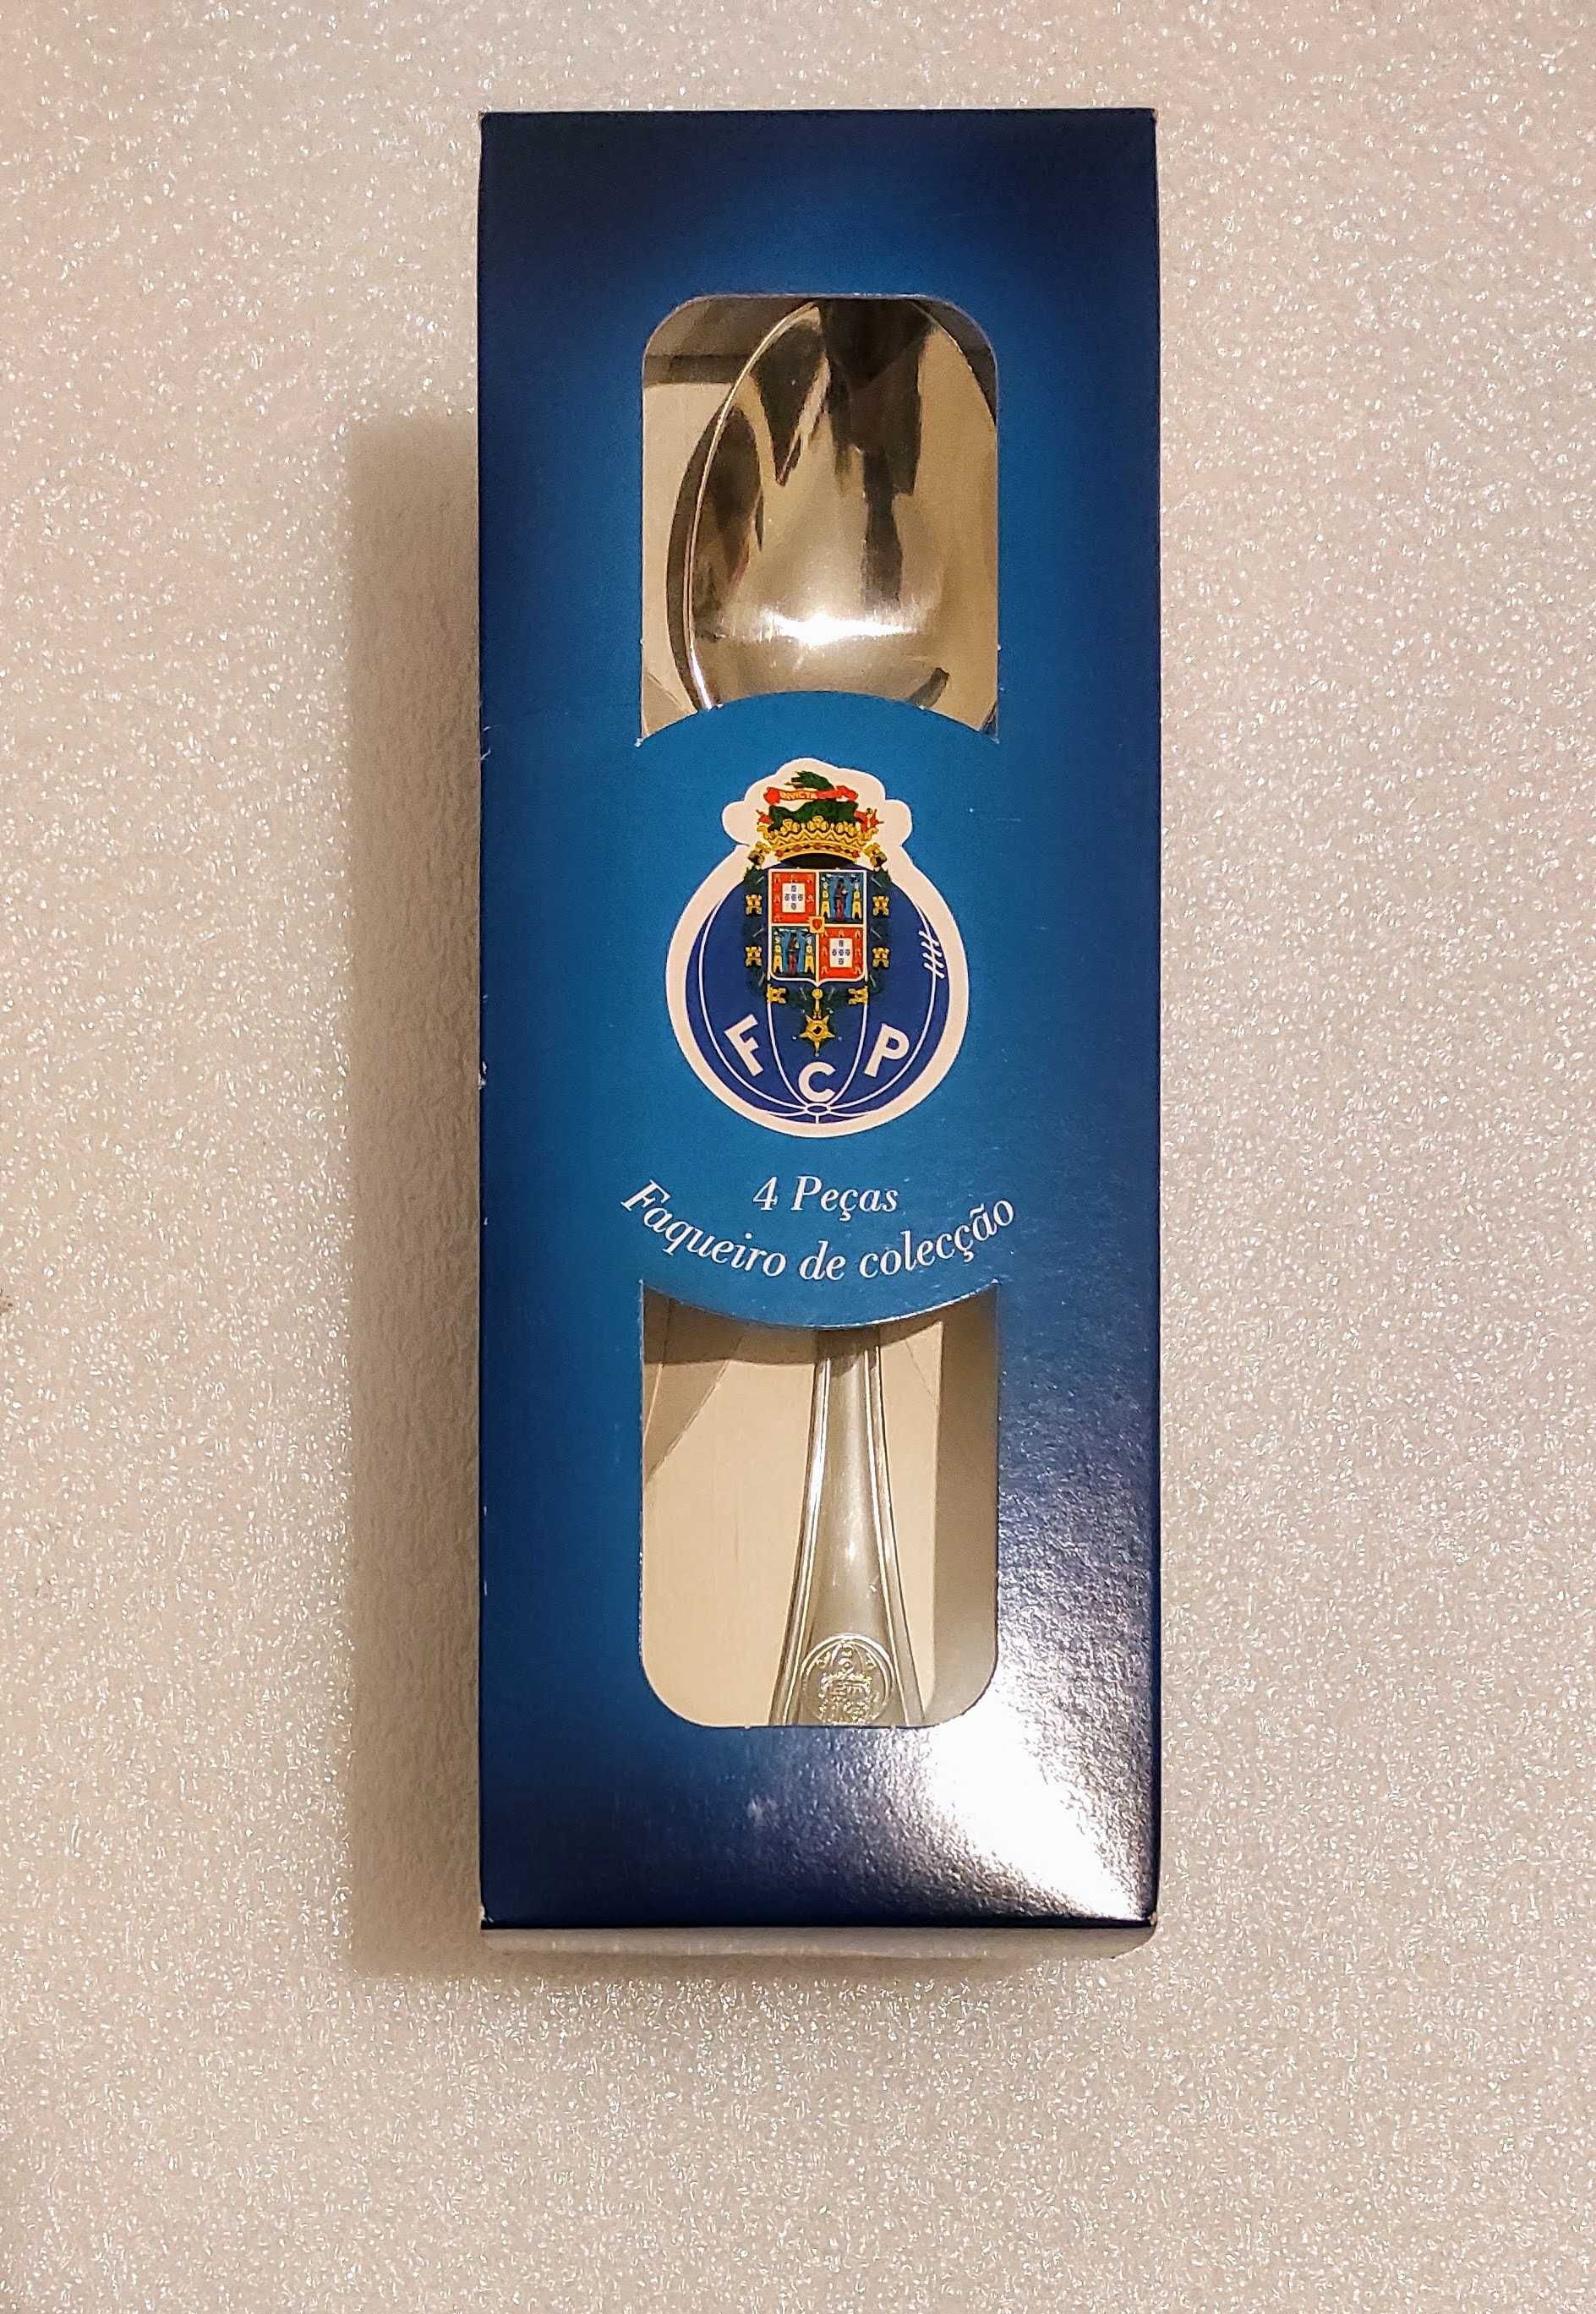 INVICTA
F C P
4 Peças
Faqueiro de colecção